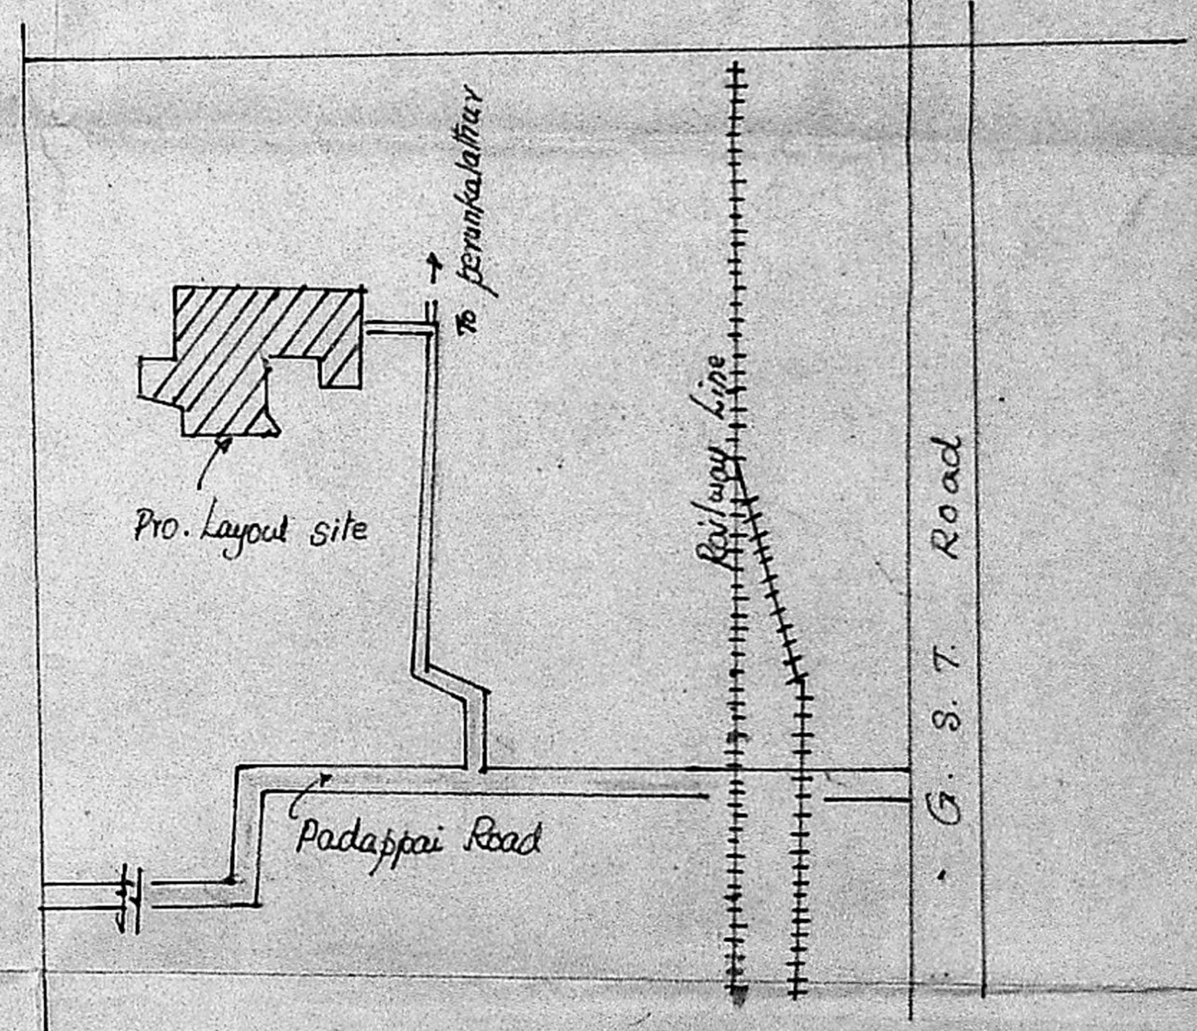 To perunkalathur
Railway Line
Pro. Layout site
G. S. T. Road
Padappai Road